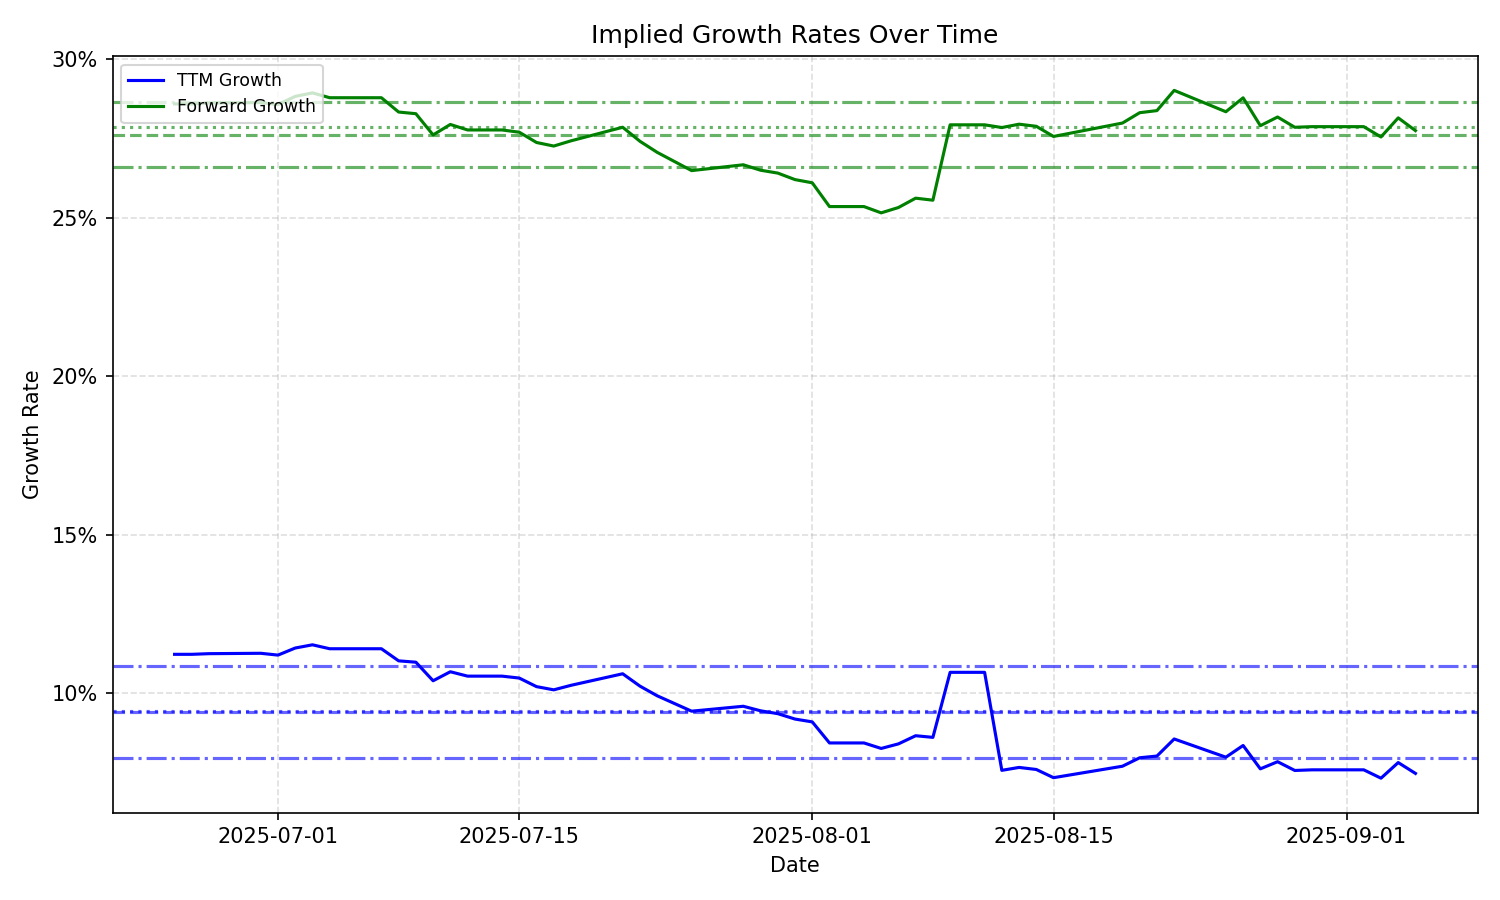 Implied Growth Rates Over Time
TTM Growth
Forward Growth
30%
25%
20%
15%
10%
Growth Rate
2025-07-01
2025-07-15
2025-08-01
2025-08-15
2025-09-01
Date